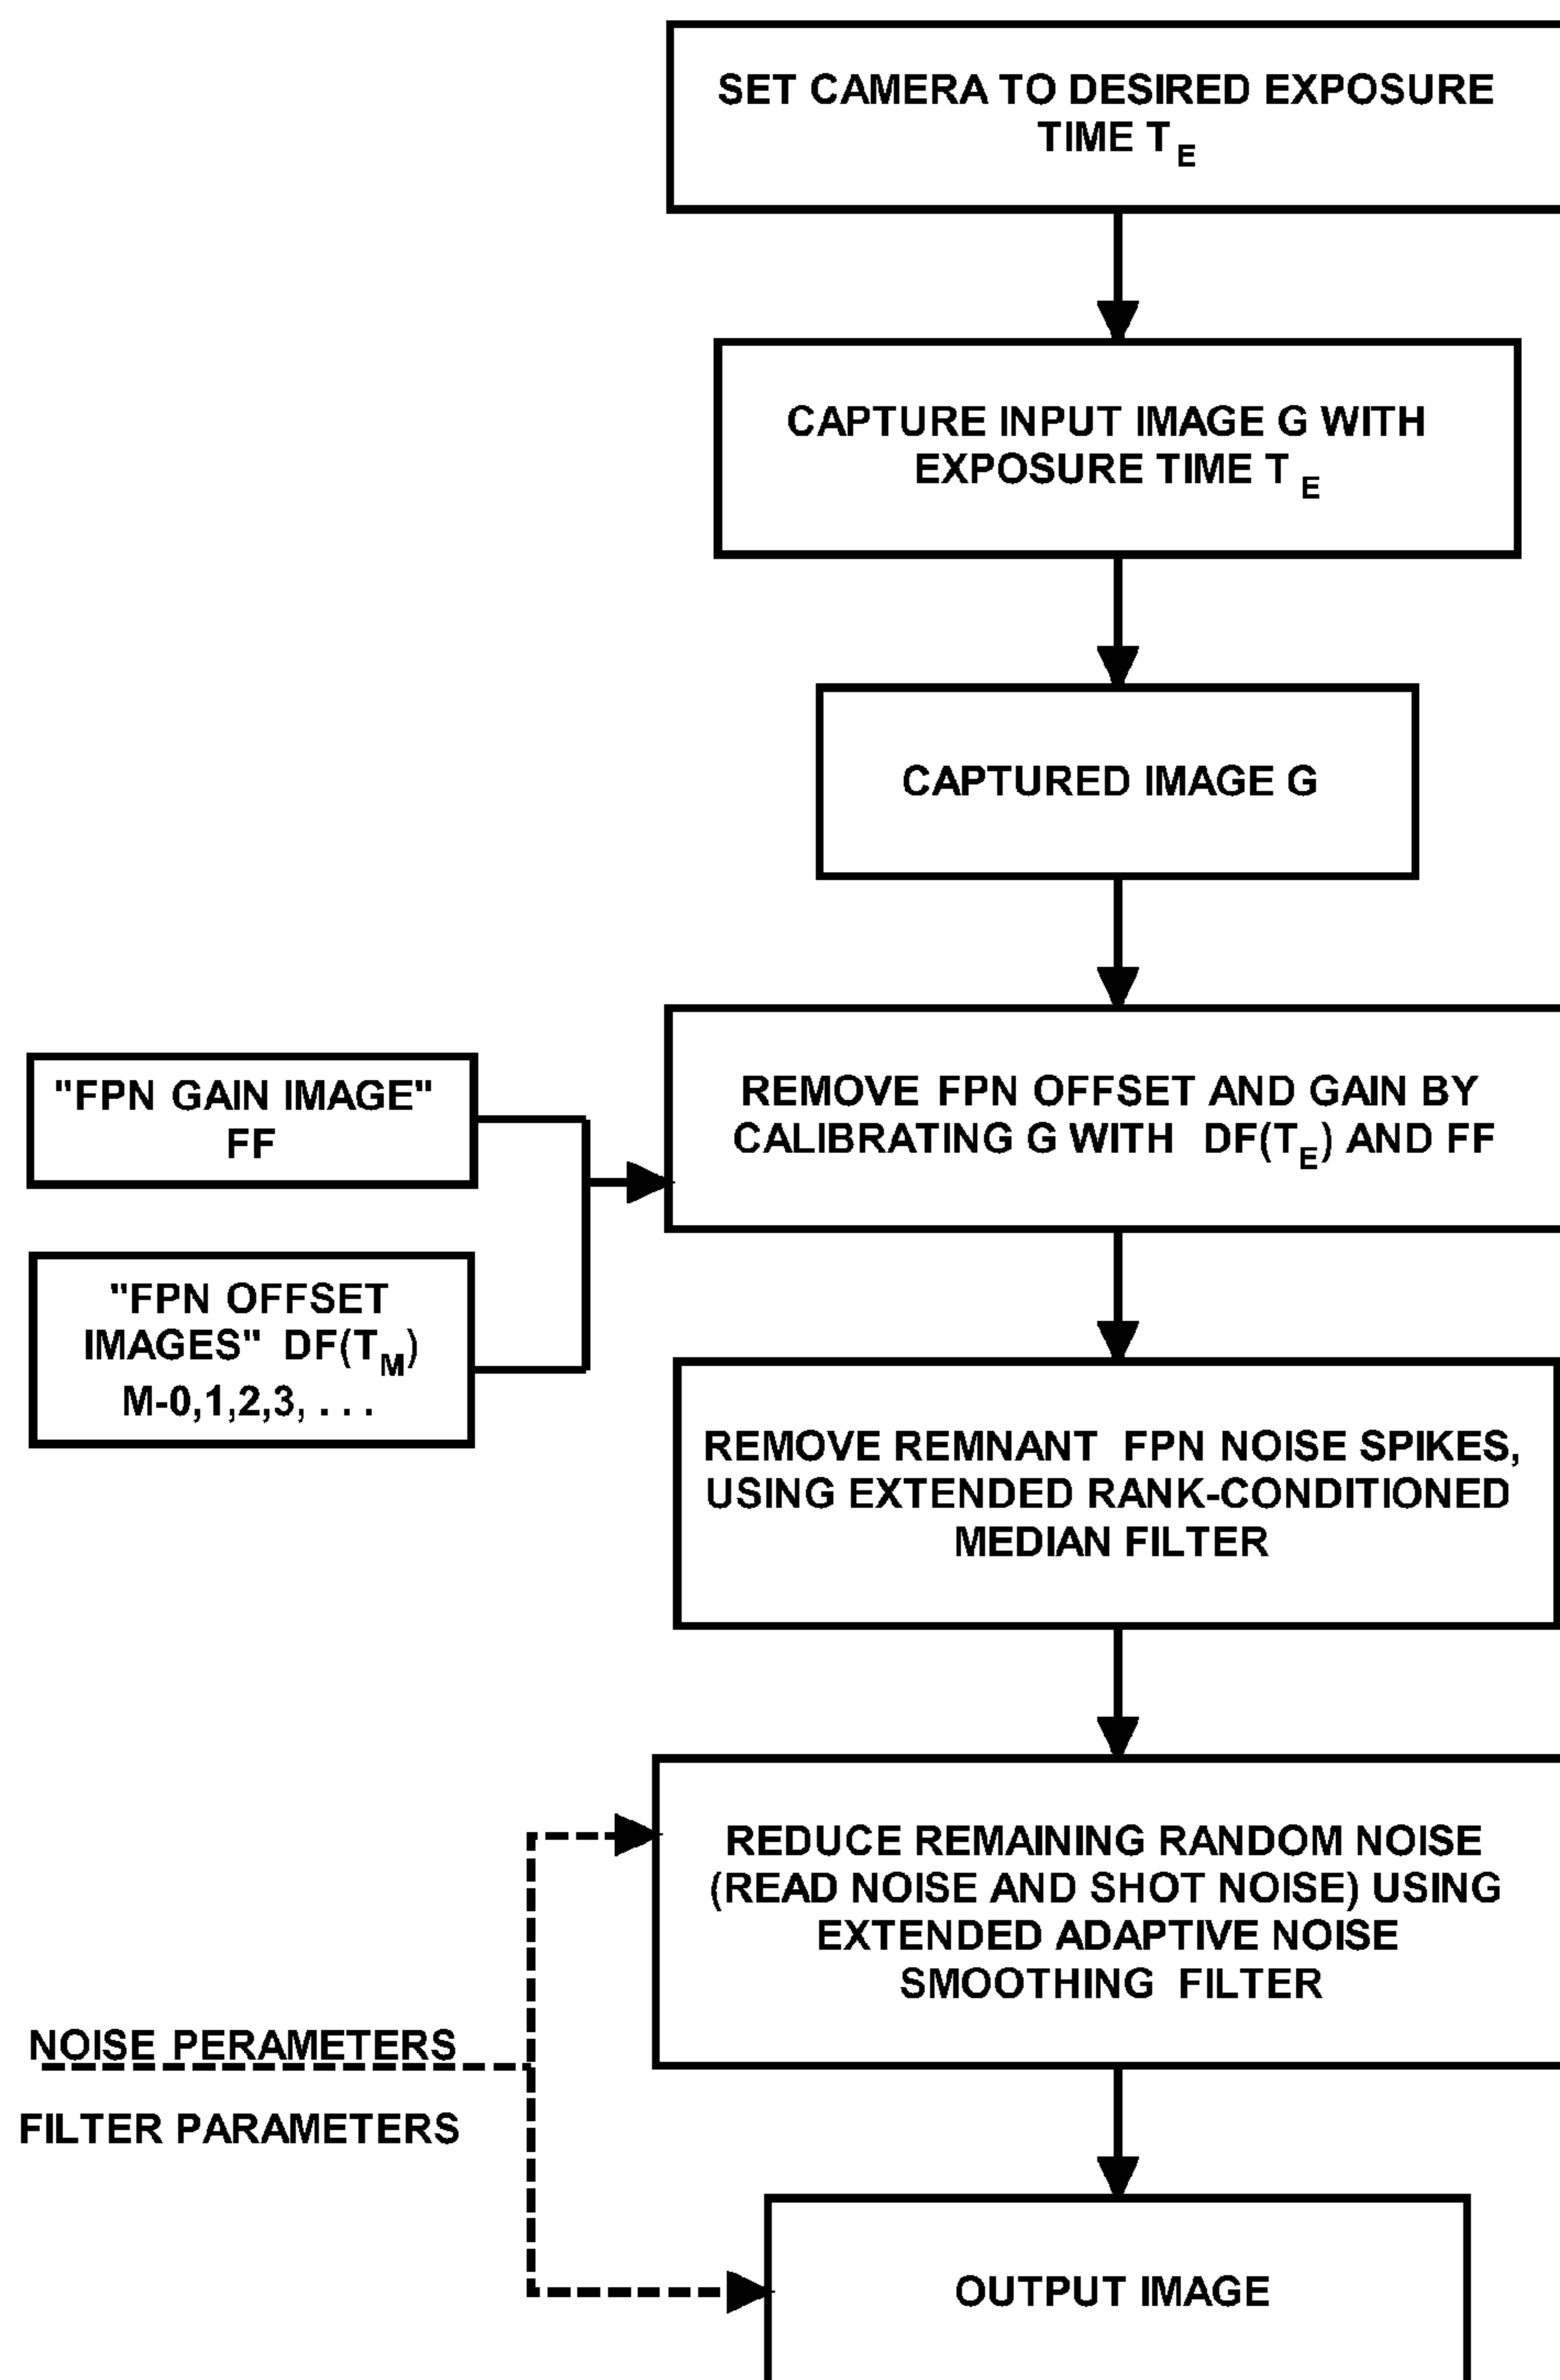 SET CAMERA TO DESIRED EXPOSURE
TIME T E
CAPTURE INPUT IMAGE G WITH
EXPOSURE TIME T E
CAPTURED IMAGE G
"FPN GAIN IMAGE"
FF
"FPN OFFSET
IMAGES" DF(TM)
M-0,1,2,3, . . .
REMOVE FPN OFFSET AND GAIN BY
CALIBRATING G WITH DF(TE) AND FF
REMOVE REMNANT FPN NOISE SPIKES,
USING EXTENDED RANK-CONDITIONED
MEDIAN FILTER
REDUCE REMAINING RANDOM NOISE
(READ NOISE AND SHOT NOISE) USING
EXTENDED ADAPTIVE NOISE
SMOOTHING FILTER
NOISE PERAMETERS
FILTER PARAMETERS
OUTPUT IMAGE